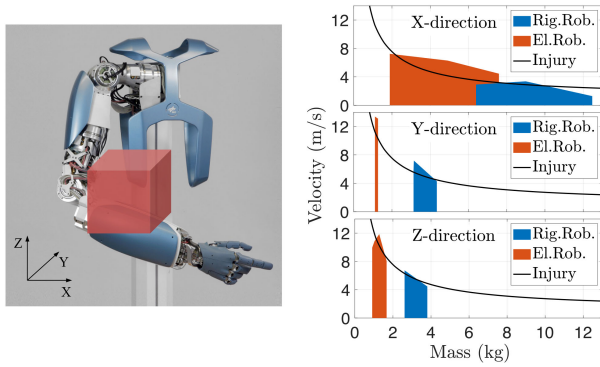 Z
Y
X
Velocity (m/s)
X-direction
Rig.Rob.
El.Rob.
Injury
12
8
4
0
Y-direction
Rig.Rob.
El.Rob.
Injury
12
8
4
0
Z-direction
Rig.Rob.
El.Rob.
Injury
12
8
4
0
0 2 4 6 8 10 12
Mass (kg)